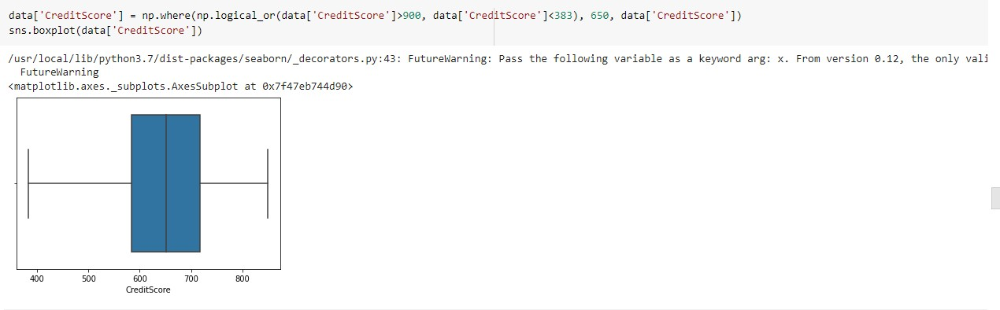 data['CreditScore'] = np.where(np.logical_or(data['CreditScore']>900, data['CreditScore']<383), 650, data['CreditScore'])
sns.boxplot(data['CreditScore'])
/usr/local/lib/python3.7/dist-packages/seaborn/_decorators.py:43: FutureWarning: Pass the following variable as a keyword arg: x. From version 0.12, the only vali
FutureWarning
<matplotlib.axes._subplots.AxesSubplot at 0x7f47eb744d90>
400 500 600 700 800
CreditScore